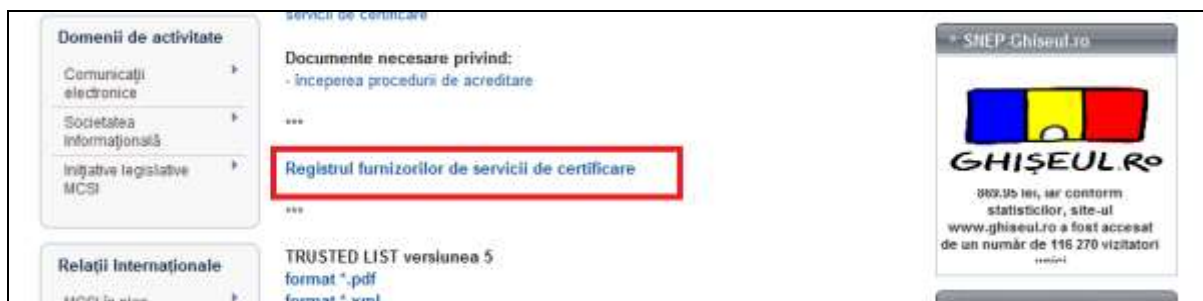 Domenii de activitate
Comunicații
electronice
Societatea
Informațională
Inițiative legislative
MCSI
Relații Internaționale
servicii de certificare
Documente necesare privind:
- începerea procedurii de acreditare
***
Registrul furnizorilor de servicii de certificare
***
TRUSTED LIST versiunea 5
format *.pdf
format *.xml
SNEP Ghiseul.ro
GHIȘEUL.RO
869.95 lei, iar conform
statisticilor, site-ul
www.ghiseul.ro a fost accesat
de un număr de 116 270 vizitatori